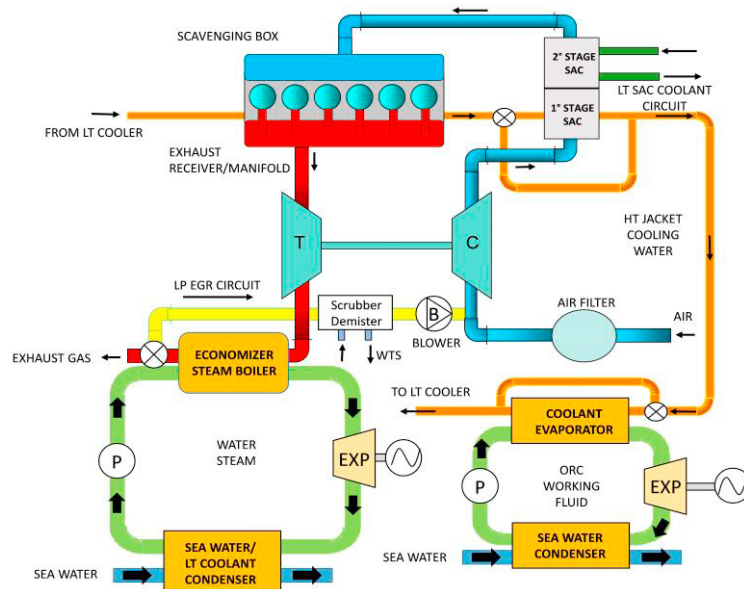 SCAVENGING BOX
2° STAGE
SAC
LT SAC COOLANT
CIRCUIT
1° STAGE
SAC
FROM LT COOLER
EXHAUST
RECEIVER/MANIFOLD
T
C
HT JACKET
COOLING
WATER
LP EGR CIRCUIT
Scrubber
Demister
B
BLOWER
WTS
AIR FILTER
AIR
EXHAUST GAS
ECONOMIZER
STEAM BOILER
TO LT COOLER
COOLANT
EVAPORATOR
WATER
STEAM
P
EXP
ORC
WORKING
FLUID
P
EXP
SEA WATER/
LT COOLANT
CONDENSER
SEA WATER
SEA WATER
CONDENSER
SEA WATER